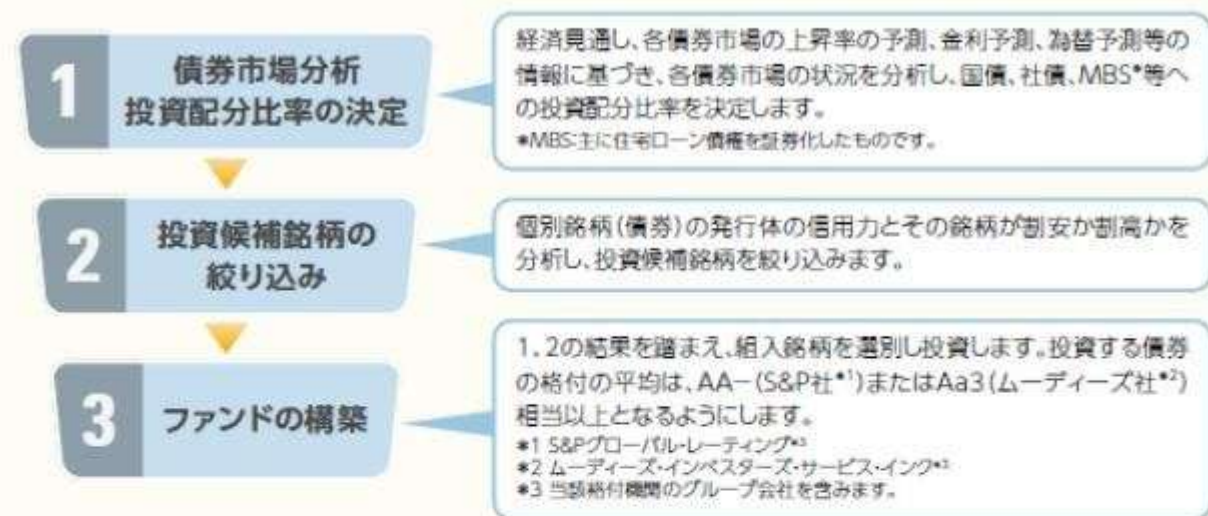 1
債券市場分析
投資配分比率の決定
経済見通し、各債券市場の上昇率の予測、金利予測、為替予測等の
情報に基づき、各債券市場の状況を分析し、国債、社債、MBS*等へ
の投資配分比率を決定します。
*MBS:主に住宅ローン債権を証券化したものです。
2
投資候補銘柄の
絞り込み
個別銘柄(債券)の発行体の信用力とその銘柄が割安か割高かを
分析し、投資候補銘柄を絞り込みます。
3
ファンドの構築
1、2の結果を踏まえ、組入銘柄を選別し投資します。投資する債券
の格付の平均は、AA−(S&P社*1)またはAa3(ムーディーズ社*2)
相当以上となるようにします。
*1 S&Pグローバル・レーティング*3
*2 ムーディーズ・インベスターズ・サービス・インク*3
*3 当該格付機関のグループ会社を含みます。